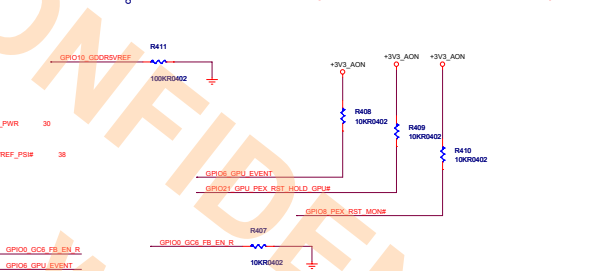 R411
GPIO10_GDDR5VREF
100KR0402
+3V3_AON
+3V3_AON
+3V3_AON
R408
10KR0402
R409
10KR0402
R410
10KR0402
_PWR 30
REF_PSI# 38
GPIO6_GPU_EVENT
GPIO21_GPU_PEX_RST_HOLD_GPU#
GPIO8_PEX_RST_MON#
R407
GPIO0_GC6_FB_EN_R
10KR0402
GPIO0_GC6_FB_EN_R
GPIO6_GPU_EVENT
ONFIDE